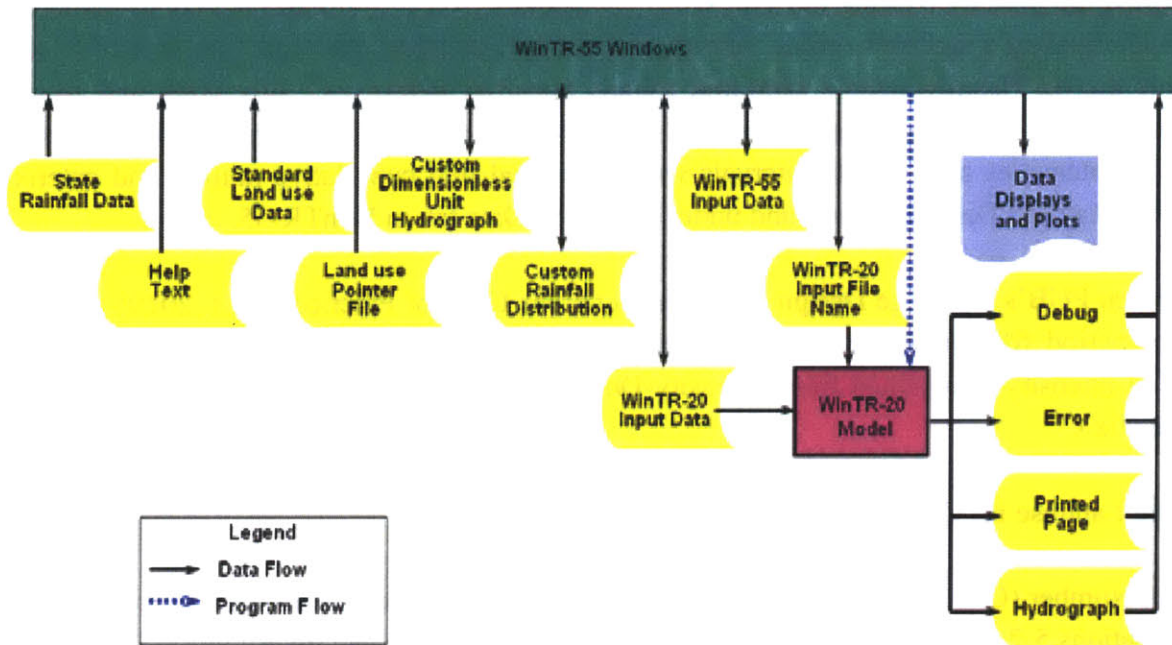 WinTR-55 Windows
State
Rainfall Data
Standard
Land use
Data
Custom
Dimensionless
Unit
Hydrograph
WinTR-55
Input Data
Data
Displays
and Plots
Help
Text
Land use
Pointer
File
Custom
Rainfall
Distribution
WinTR-20
Input File
Name
Debug
WinTR-20
Input Data
WinTR-20
Model
Error
Printed
Page
Hydrograph
Legend
Data Flow
Program Flow